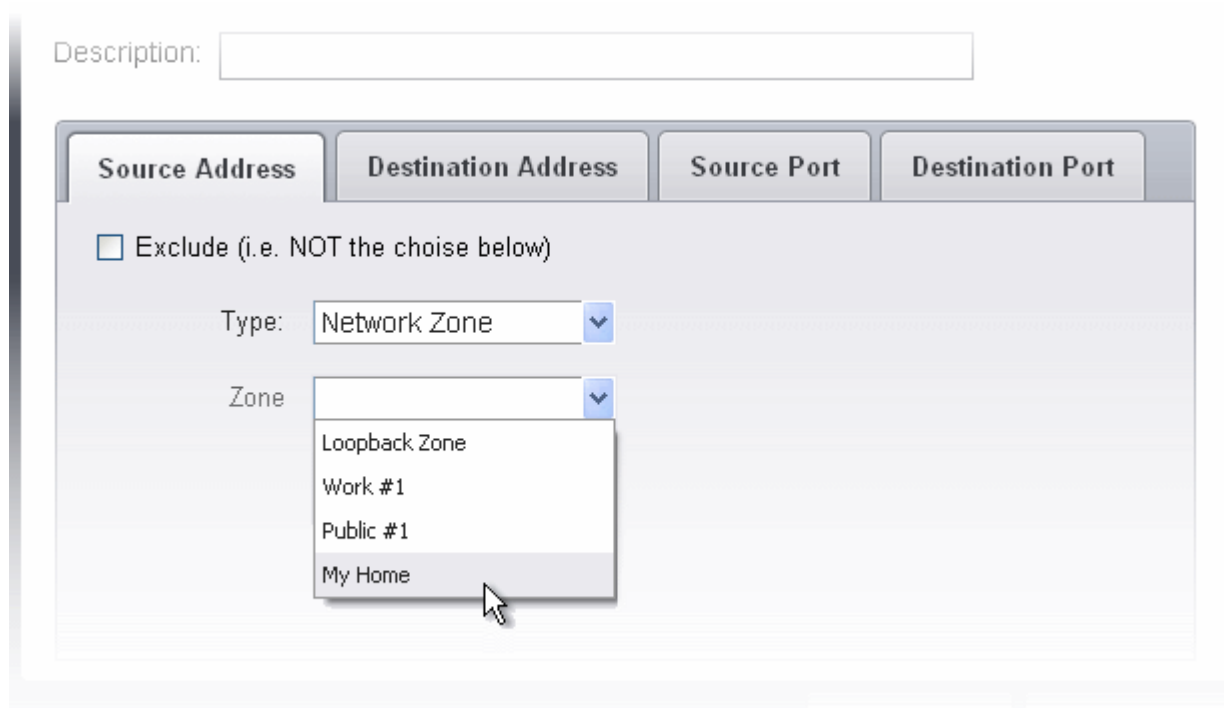 Description:
Source Address Destination Address Source Port Destination Port
Exclude (i.e. NOT the choise below)
Type: Network Zone
Zone
Loopback Zone
Work #1
Public #1
My Home